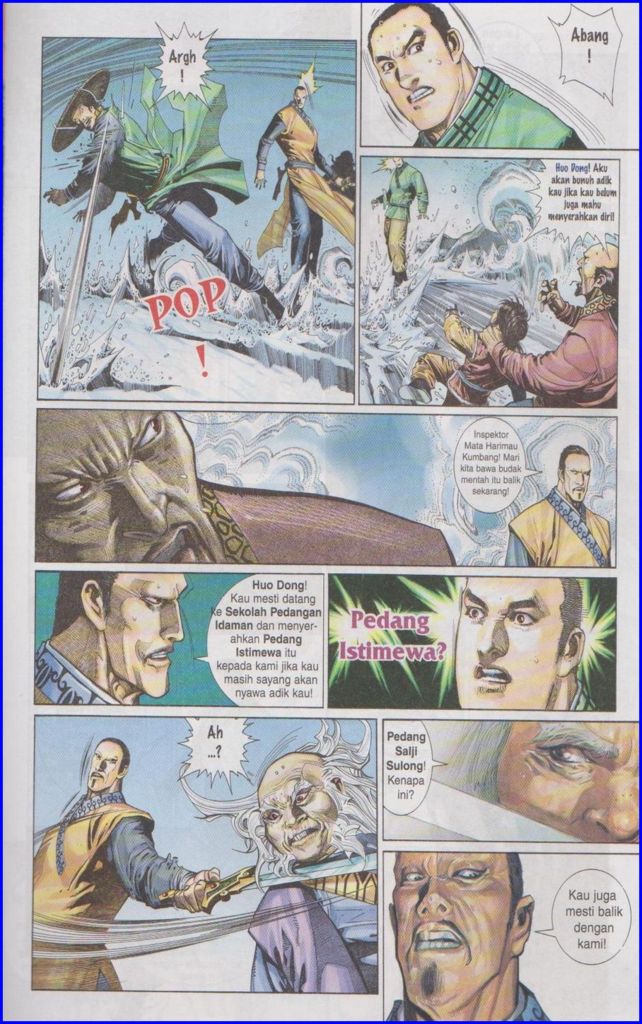 Argh
!
POP
!
Abang
!
Huo Dong! Aku
akan bunuh adik
kau jika kau belum
juga mahu
menyerahkan diri!
Inspektor
Mata Harimau
Kumbang! Mari
kita bawa budak
mentah itu balik
sekarang!
Huo Dong!
Kau mesti datang
ke Sekolah Pedangan
Idaman dan menyer-
ahkan Pedang
Istimewa itu
kepada kami jika kau
masih sayang akan
nyawa adik kau!
Pedang
Istimewa?
Ah
...?
Pedang
Salji
Sulong!
Kenapa
ini?
Kau juga
mesti balik
dengan
kami!